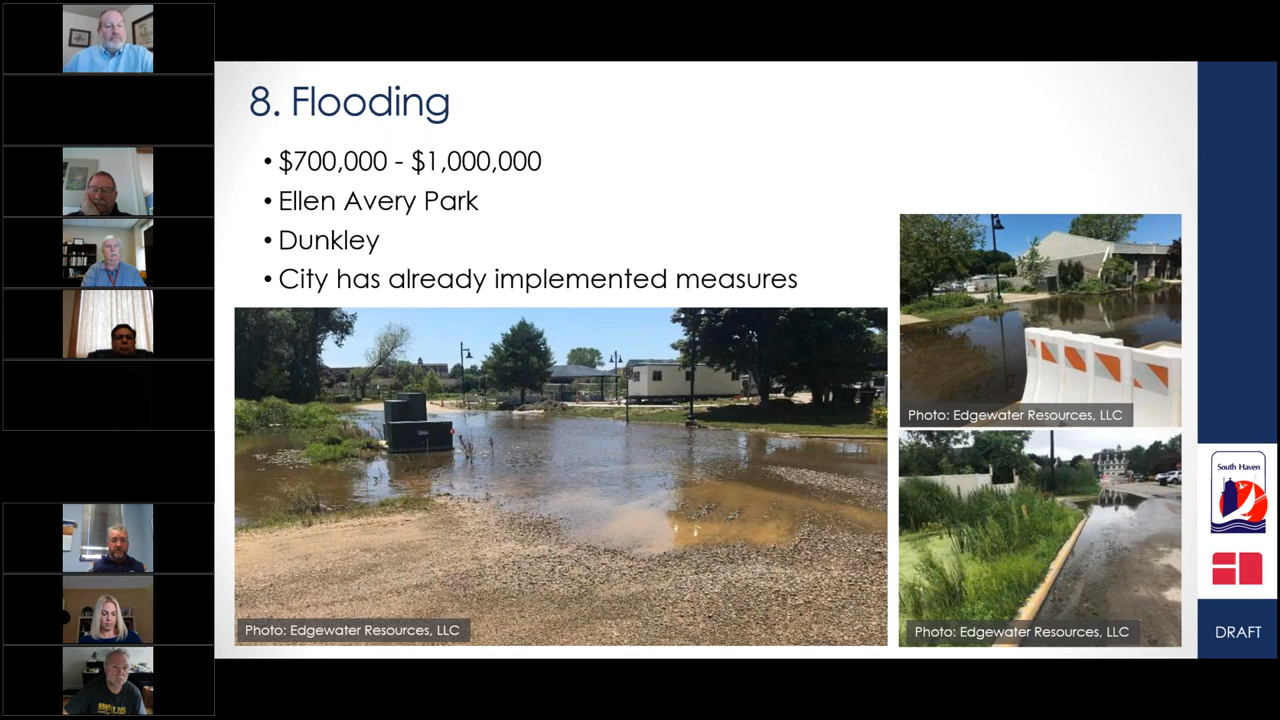 8. Flooding
• $700,000 - $1,000,000
• Ellen Avery Park
• Dunkley
• City has already implemented measures
Photo: Edgewater Resources, LLC
Photo: Edgewater Resources, LLC
Photo: Edgewater Resources, LLC
South Haven
DRAFT